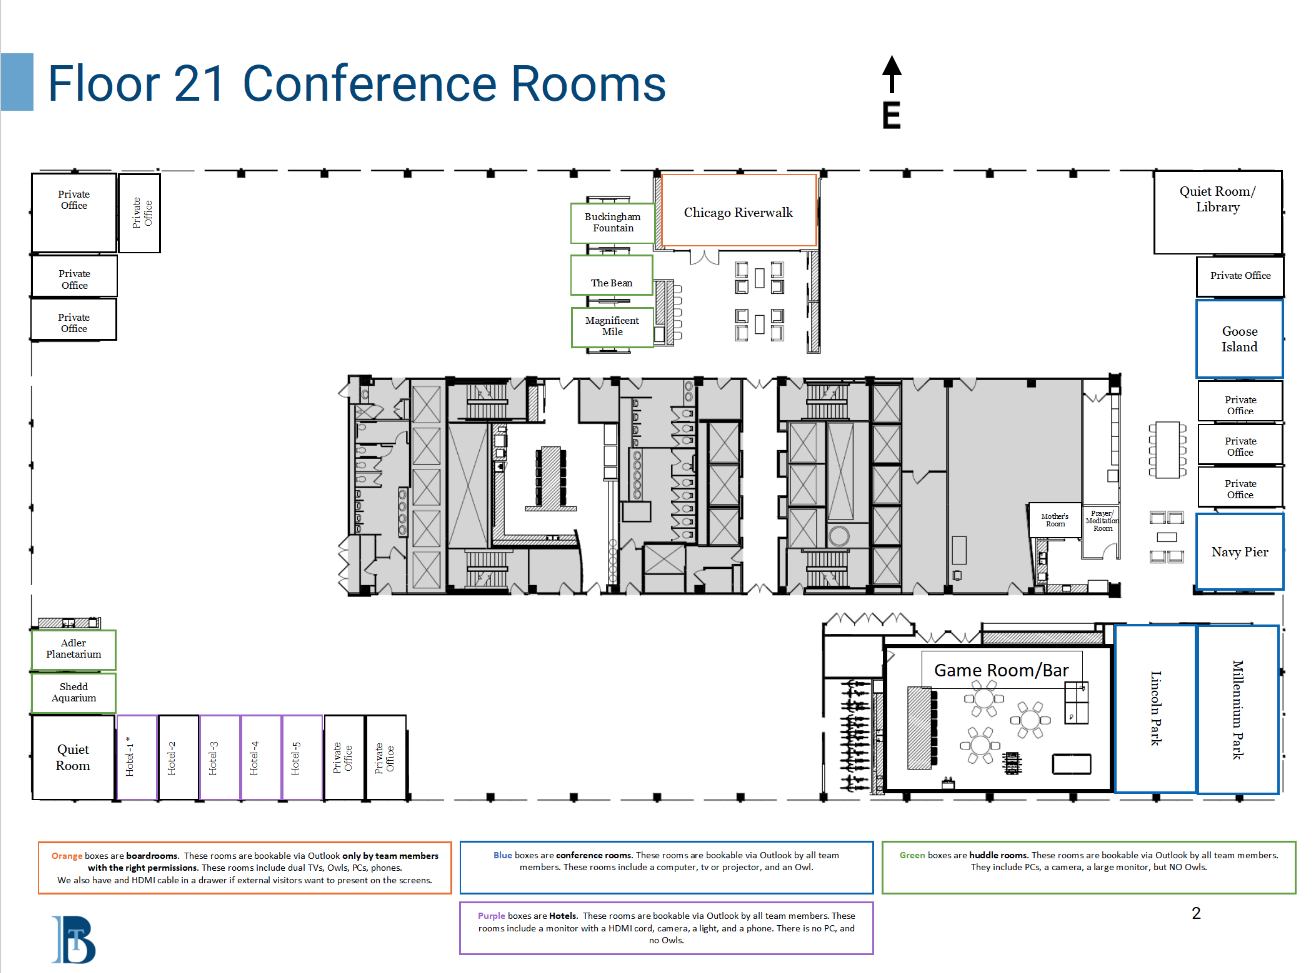 Floor 21 Conference Rooms
E
Private
Office
Private
Office
Private
Office
Private
Office
Buckingham
Fountain
The Bean
Magnificent
Mile
Chicago Riverwalk
Quiet Room/
Library
Private Office
Goose
Island
Private
Office
Private
Office
Private
Office
Navy Pier
Mother's
Room
Prayer/
Meditation
Room
Adler
Planetarium
Shedd
Aquarium
Quiet
Room
Hotel-1*
Hotel-2
Hotel-3
Hotel-4
Hotel-5
Private
Office
Private
Office
Game Room/Bar
Lincoln Park
Millennium Park
Orange boxes are boardrooms. These rooms are bookable via Outlook only by team members
with the right permissions. These rooms include dual TVs, Owls, PCs, phones.
We also have and HDMI cable in a drawer if external visitors want to present on the screens.
Blue boxes are conference rooms. These rooms are bookable via Outlook by all team
members. These rooms include a computer, tv or projector, and an Owl.
Green boxes are huddle rooms. These rooms are bookable via Outlook by all team members.
They include PCs, a camera, a large monitor, but NO Owls.
Purple boxes are Hotels. These rooms are bookable via Outlook by all team members. These
rooms include a monitor with a HDMI cord, camera, a light, and a phone. There is no PC, and
no Owls.
BT
2